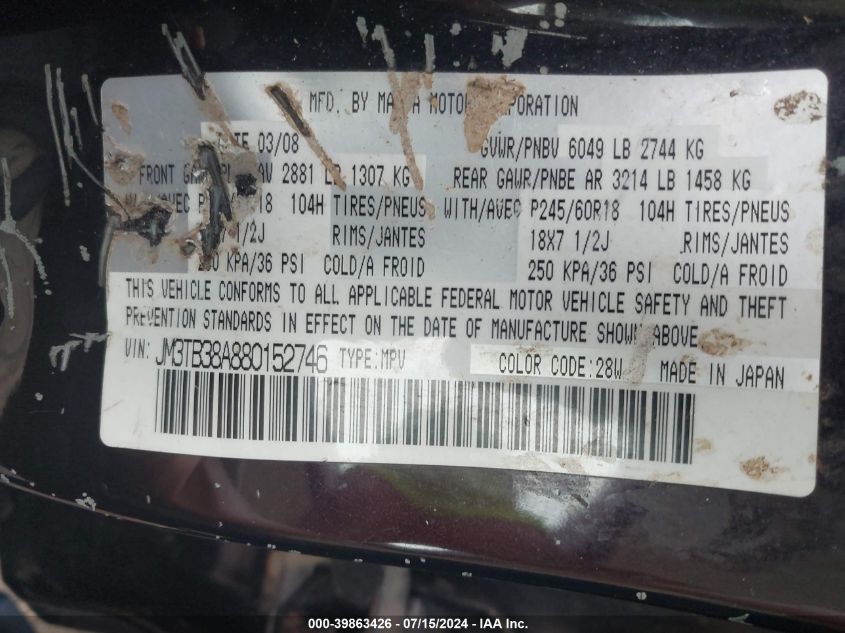 MFD. BY MOTOR CORPORATION
03/08 GVWR/PNBV 6049 LB 2744 KG
FRONT AV 2881 LB 1307 KG REAR GAWR/PNBE AR 3214 LB 1458 KG
104H TIRES/PNEUS WITH/AVEC P245/60R18 104H TIRES/PNEUS
1/2J RIMS/JANTES 18X7 1/2J RIMS/JANTES
250 KPA/36 PSI COLD/A FROID 250 KPA/36 PSI COLD/A FROID
THIS VEHICLE CONFORMS TO ALL APPLICABLE FEDERAL MOTOR VEHICLE SAFETY AND THEFT
PREVENTION STANDARDS IN EFFECT ON THE DATE OF MANUFACTURE SHOWN ABOVE
VIN: JM3TB38A880152746 TYPE:MPV COLOR CODE:28W MADE IN JAPAN
000-39863426 - 07/15/2024 - IAA Inc.